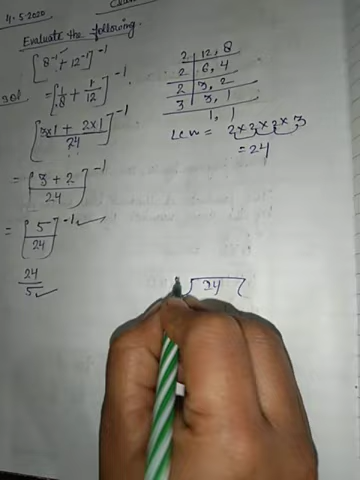 4.5.2020
Evaluate the following.
[8⁻¹ + 12⁻¹]⁻¹
Sol = [1/8 + 1/12]⁻¹
[3×1 + 2×1 / 24]⁻¹
= [3 + 2 / 24]⁻¹
= [5 / 24]⁻¹ ✓
24/5 ✓
2 | 12, 8
2 | 6, 4
2 | 3, 2
3 | 3, 1
1, 1
LCM = 2×2×2×3
= 24
24